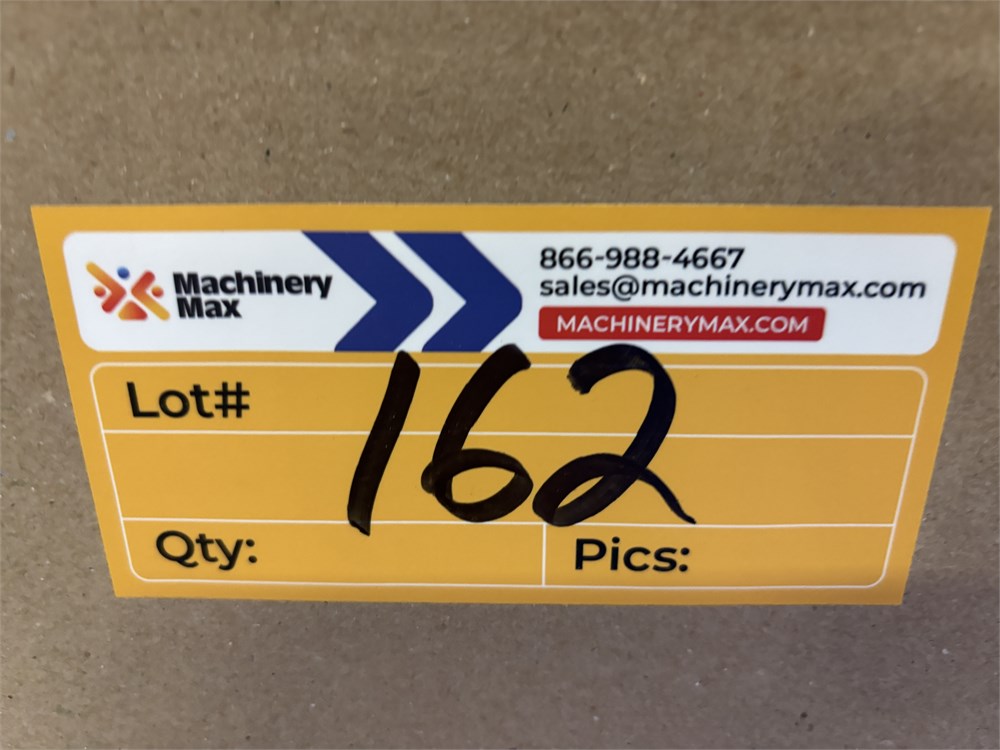 Machinery
Max
866-988-4667
sales@machinerymax.com
MACHINERYMAX.COM
Lot#
162
Qty:
Pics: